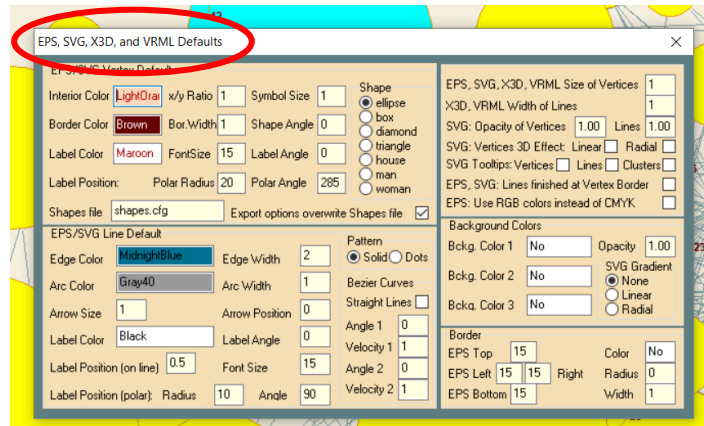 42
EPS, SVG, X3D, and VRML Defaults
EPS/SVG Vertex Default
Interior Color LightOran x/y Ratio 1 Symbol Size 1
Border Color Brown Bor.Width 1 Shape Angle 0
Label Color Maroon FontSize 15 Label Angle 0
Label Position: Polar Radius 20 Polar Angle 285
Shapes file shapes.cfg Export options overwrite Shapes file
Shape
ellipse
box
diamond
triangle
house
man
woman
EPS/SVG Line Default
Edge Color MidnightBlue Edge Width 2
Arc Color Gray40 Arc Width 1
Arrow Size 1 Arrow Position 0
Label Color Black Label Angle 0
Label Position (on line) 0.5 Font Size 15
Label Position (polar): Radius 10 Angle 90
Pattern
Solid Dots
Bezier Curves
Straight Lines
Angle 1 0
Velocity 1 1
Angle 2 0
Velocity 2 1
EPS, SVG, X3D, VRML Size of Vertices 1
X3D, VRML Width of Lines 1
SVG: Opacity of Vertices 1.00 Lines 1.00
SVG: Vertices 3D Effect: Linear Radial
SVG Tooltips: Vertices Lines Clusters
EPS, SVG: Lines finished at Vertex Border
EPS: Use RGB colors instead of CMYK
Background Colors
Bckg. Color 1 No Opacity 1.00
Bckg. Color 2 No
Bckg. Color 3 No
SVG Gradient
None
Linear
Radial
Border
EPS Top 15 Color No
EPS Left 15 15 Right Radius 0
EPS Bottom 15 Width 1
23